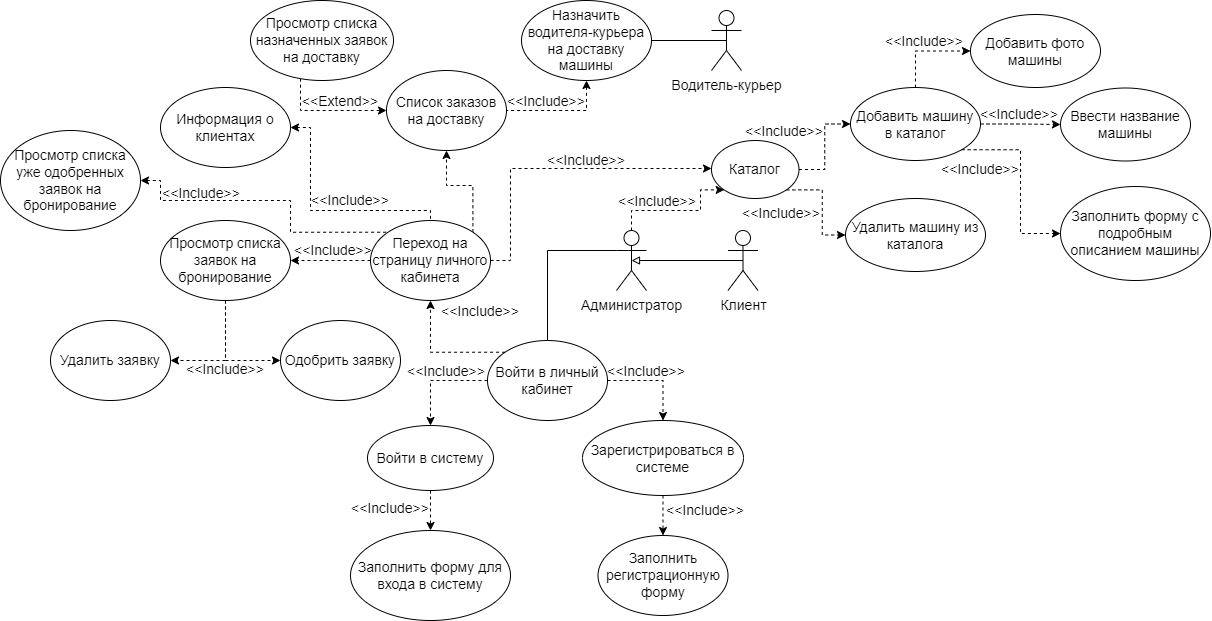 Просмотр списка
назначенных заявок
на доставку
Назначить
водителя-курьера
на доставку
машины
Водитель-курьер
<<Include>>
Добавить фото
машины
<<Extend>>
Список заказов
на доставку
<<Include>>
Информация о
клиентах
Добавить машину
в каталог
<<Include>>
Ввести название
машины
<<Include>>
Просмотр списка
уже одобренных
заявок на
бронирование
<<Include>>
<<Include>>
<<Include>>
Каталог
<<Include>>
<<Include>>
<<Include>>
<<Include>>
Удалить машину из
каталога
Заполнить форму с
подробным
описанием машины
Просмотр списка
заявок на
бронирование
<<Include>>
Переход на
страницу личного
кабинета
Администратор
Клиент
<<Include>>
Удалить заявку
<<Include>>
Одобрить заявку
<<Include>>
Войти в личный
кабинет
<<Include>>
Войти в систему
Зарегистрироваться в
системе
<<Include>>
<<Include>>
Заполнить форму для
входа в систему
Заполнить
регистрационную
форму